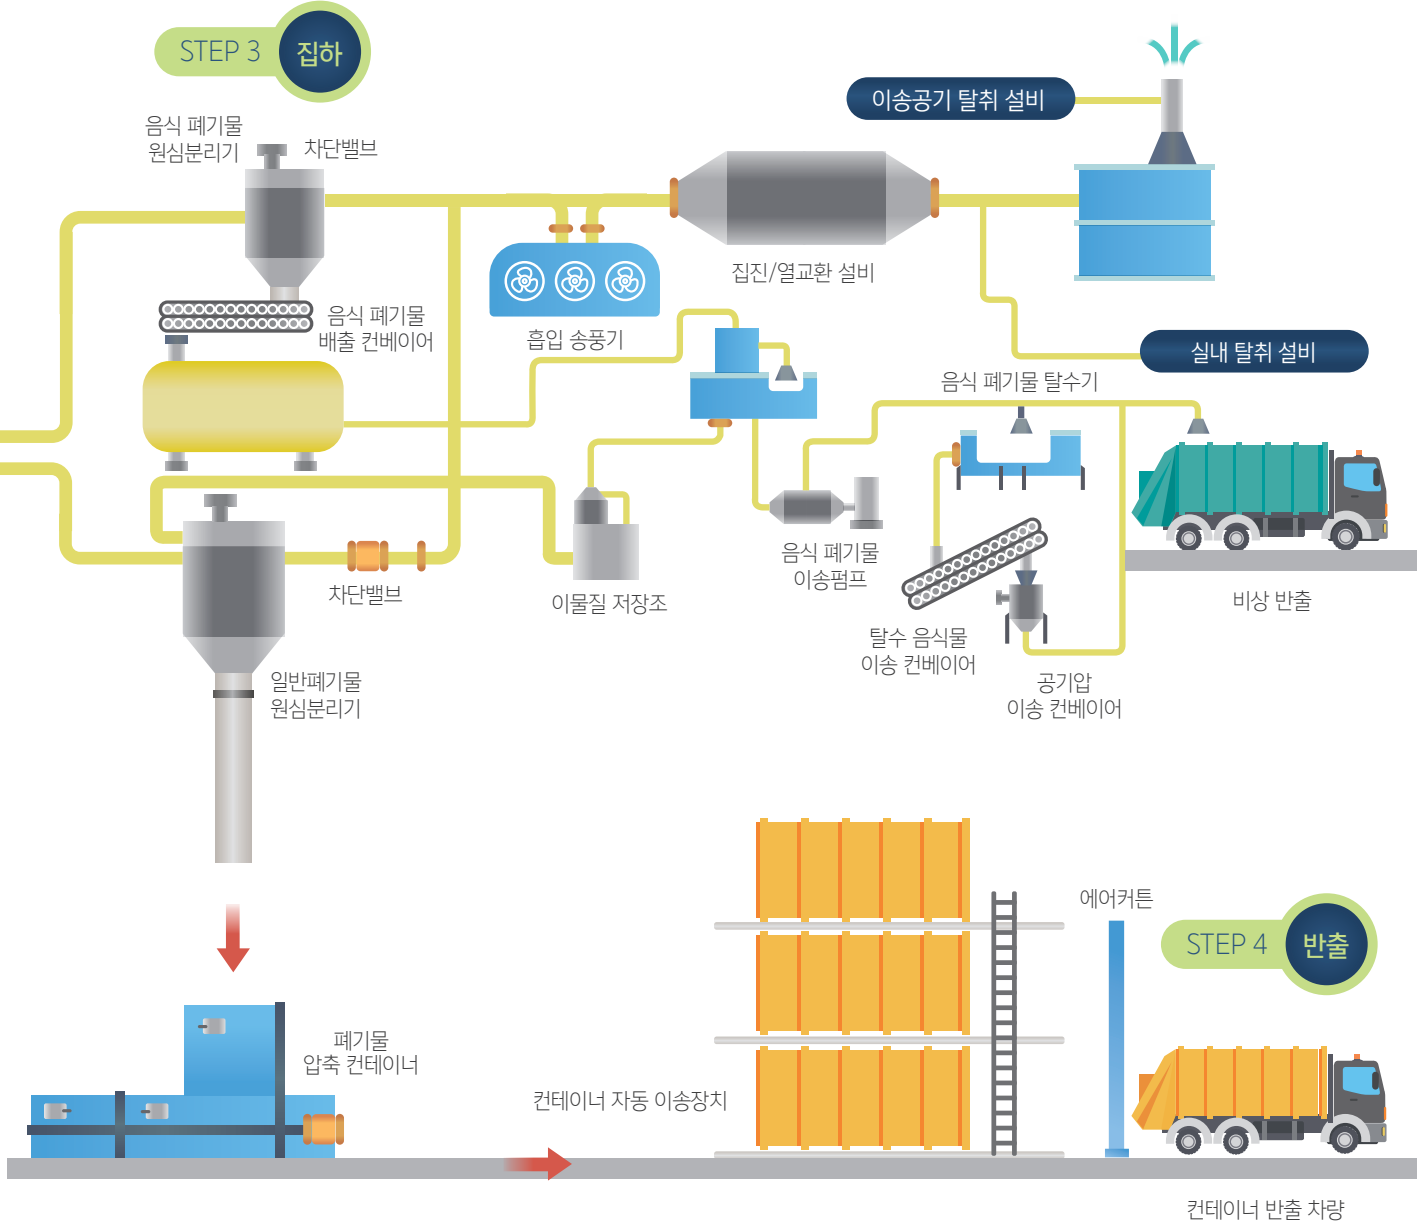 STEP 3 집하
음식 폐기물
원심분리기
차단밸브
이송공기 탈취 설비
집진/열교환 설비
음식 폐기물
배출 컨베이어
흡입 송풍기
실내 탈취 설비
음식 폐기물 탈수기
음식 폐기물
이송펌프
차단밸브
이물질 저장조
비상 반출
탈수 음식물
이송 컨베이어
공기압
이송 컨베이어
일반폐기물
원심분리기
에어커튼
STEP 4 반출
폐기물
압축 컨테이너
컨테이너 자동 이송장치
컨테이너 반출 차량